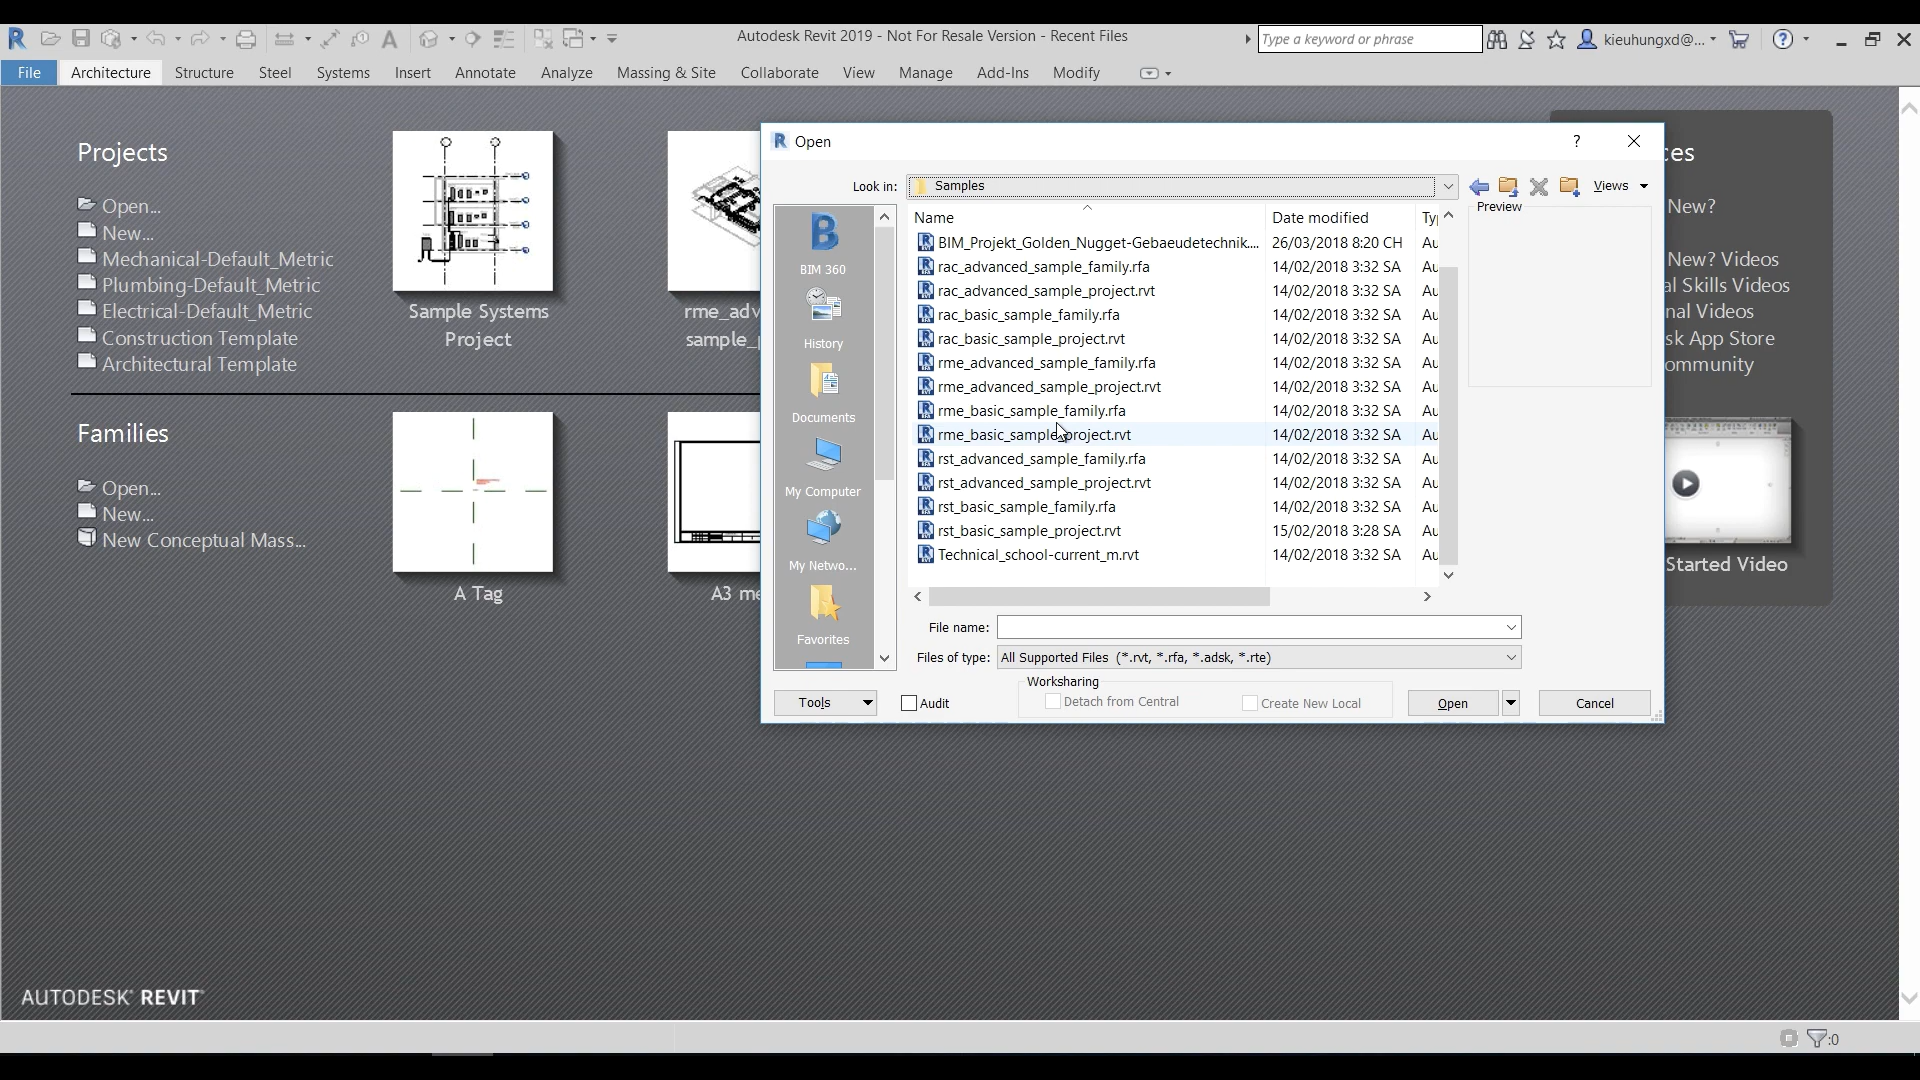 Autodesk Revit 2019 - Not For Resale Version - Recent Files
Type a keyword or phrase
kieuhungxd@...
File Architecture Structure Steel Systems Insert Annotate Analyze Massing & Site Collaborate View Manage Add-Ins Modify
Projects
Open...
New...
Mechanical-Default_Metric
Plumbing-Default_Metric
Electrical-Default_Metric
Construction Template
Architectural Template
Sample Systems
Project
rme_adv
sample_
Families
Open...
New...
New Conceptual Mass...
A Tag
A3 me
Open
Look in: Samples
Views
Preview
BIM 360
History
Documents
My Computer
My Netwo...
Favorites
Name Date modified Ty
BIM_Projekt_Golden_Nugget-Gebaeudetechnik.... 26/03/2018 8:20 CH Au
rac_advanced_sample_family.rfa 14/02/2018 3:32 SA Au
rac_advanced_sample_project.rvt 14/02/2018 3:32 SA Au
rac_basic_sample_family.rfa 14/02/2018 3:32 SA Au
rac_basic_sample_project.rvt 14/02/2018 3:32 SA Au
rme_advanced_sample_family.rfa 14/02/2018 3:32 SA Au
rme_advanced_sample_project.rvt 14/02/2018 3:32 SA Au
rme_basic_sample_family.rfa 14/02/2018 3:32 SA Au
rme_basic_sample_project.rvt 14/02/2018 3:32 SA Au
rst_advanced_sample_family.rfa 14/02/2018 3:32 SA Au
rst_advanced_sample_project.rvt 14/02/2018 3:32 SA Au
rst_basic_sample_family.rfa 14/02/2018 3:32 SA Au
rst_basic_sample_project.rvt 15/02/2018 3:28 SA Au
Technical_school-current_m.rvt 14/02/2018 3:32 SA Au
File name:
Files of type: All Supported Files (*.rvt, *.rfa, *.adsk, *.rte)
Worksharing
Tools Audit Detach from Central Create New Local Open Cancel
ces
New?
New? Videos
al Skills Videos
nal Videos
sk App Store
ommunity
Started Video
AUTODESK® REVIT®
:0